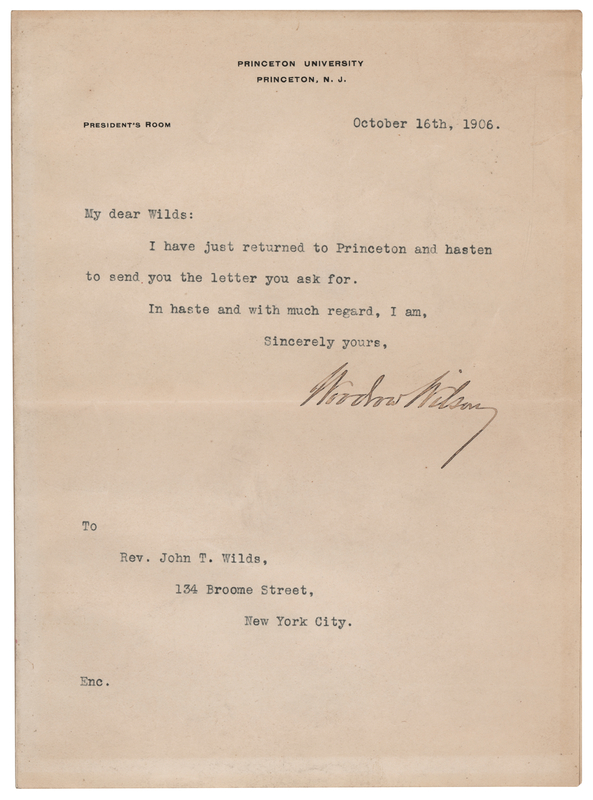 PRINCETON UNIVERSITY
PRINCETON, N. J.
PRESIDENT'S ROOM
October 16th, 1906.
My dear Wilds:
I have just returned to Princeton and hasten
to send you the letter you ask for.
In haste and with much regard, I am,
Sincerely yours,
Woodrow Wilson
To
Rev. John T. Wilds,
134 Broome Street,
New York City.
Enc.